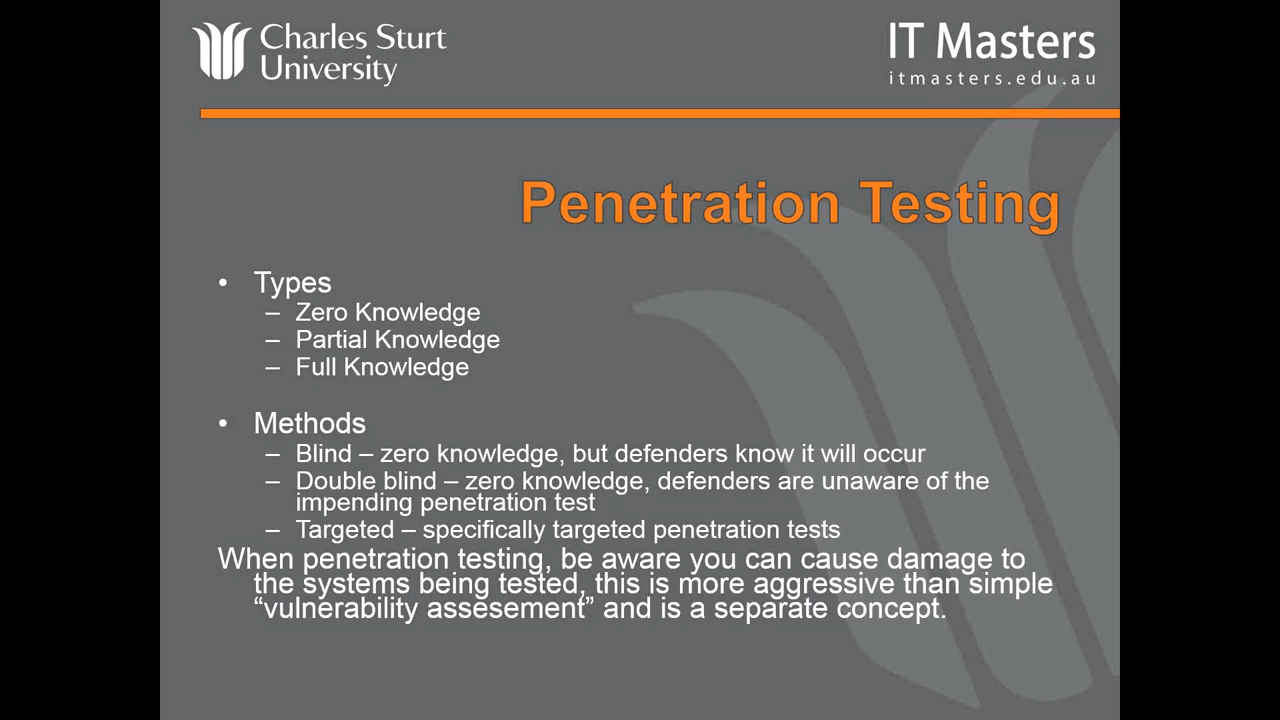 Charles Sturt
University
IT Masters
itmasters.edu.au
Penetration Testing
• Types
– Zero Knowledge
– Partial Knowledge
– Full Knowledge
• Methods
– Blind – zero knowledge, but defenders know it will occur
– Double blind – zero knowledge, defenders are unaware of the
impending penetration test
– Targeted – specifically targeted penetration tests
When penetration testing, be aware you can cause damage to
the systems being tested, this is more aggressive than simple
“vulnerability assesement” and is a separate concept.